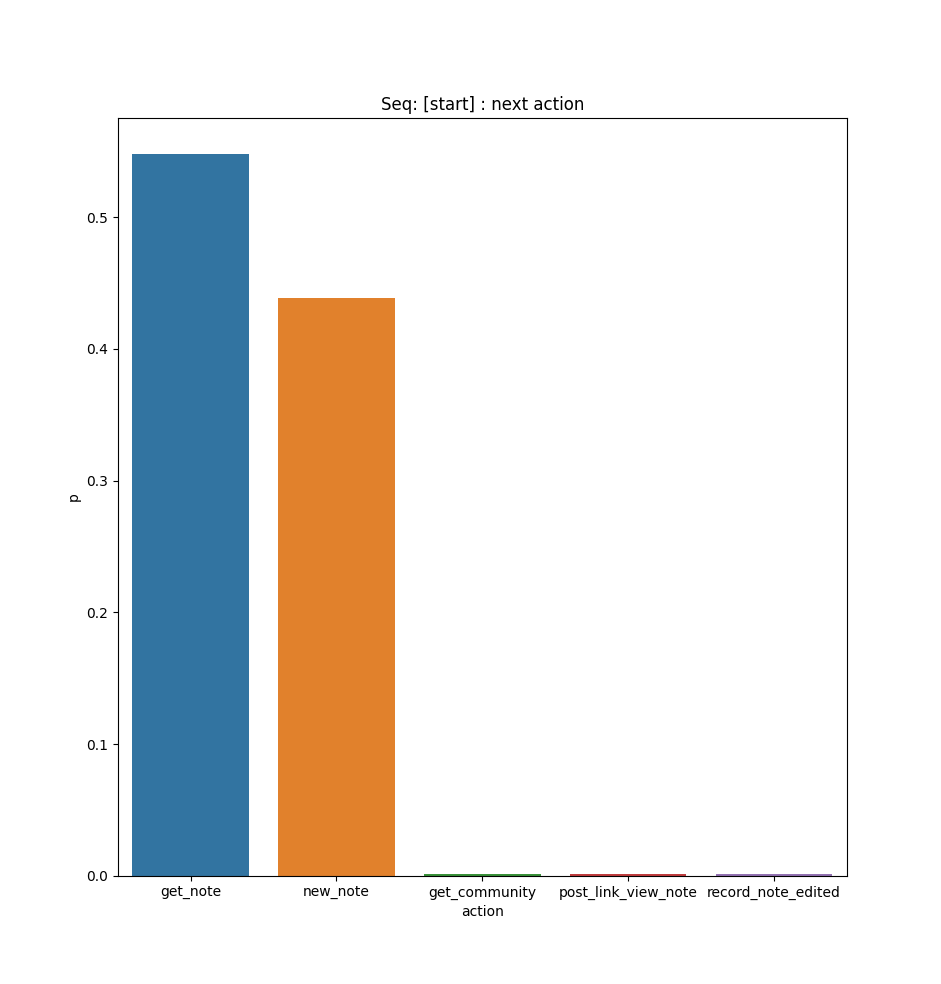 Seq: [start] : next action
0.5
0.4
0.3
0.2
0.1
0.0
p
get_note new_note get_community post_link_view_note record_note_edited
action